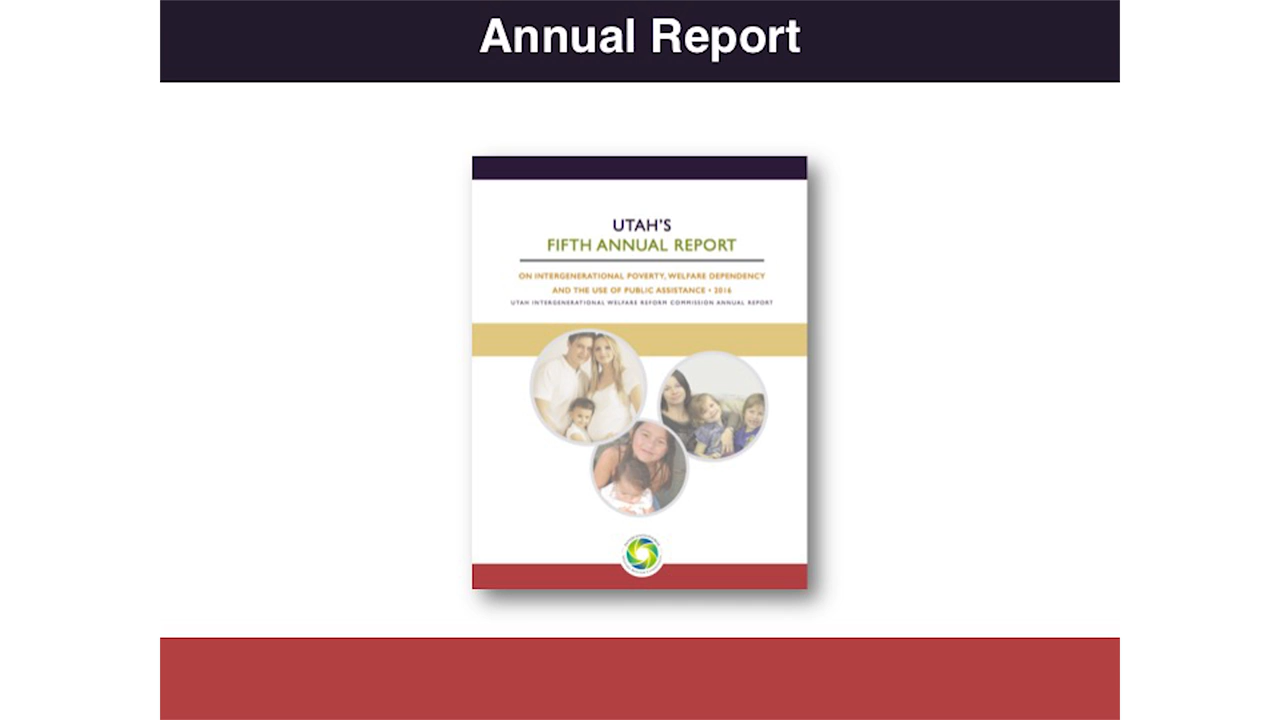 Annual Report
UTAH'S
FIFTH ANNUAL REPORT
ON INTERGENERATIONAL POVERTY, WELFARE DEPENDENCY
AND THE USE OF PUBLIC ASSISTANCE • 2016
UTAH INTERGENERATIONAL WELFARE REFORM COMMISSION ANNUAL REPORT